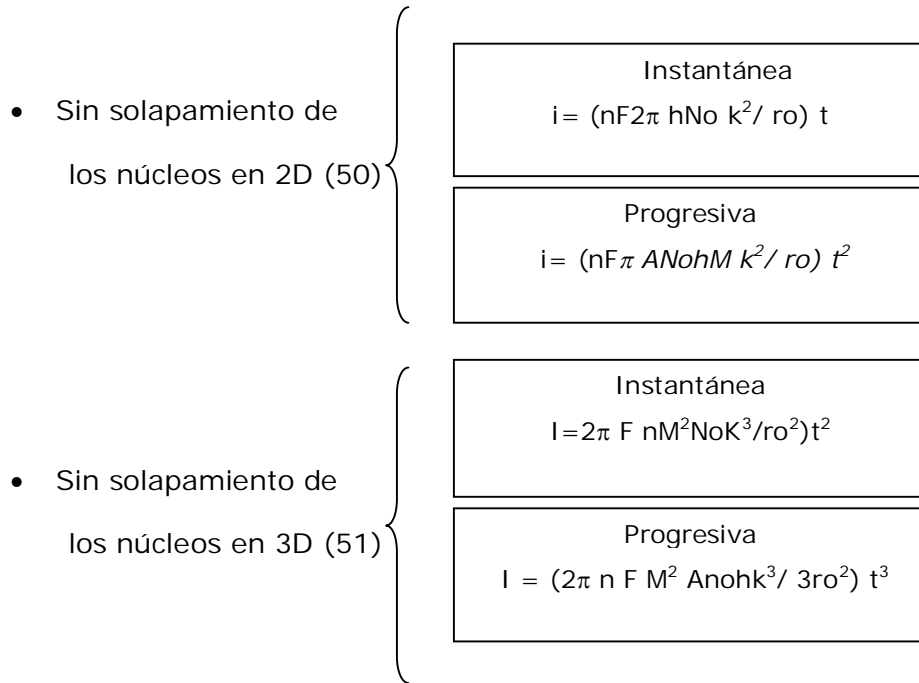 • Sin solapamiento de
los núcleos en 2D (50)
Instantánea
i= (nF2π hNo k²/ ro) t
Progresiva
i= (nFπ ANohM k²/ ro) t²
• Sin solapamiento de
los núcleos en 3D (51)
Instantánea
I=2π F nM²NoK³/ro²)t²
Progresiva
I = (2π n F M² Anohk³/ 3ro²) t³